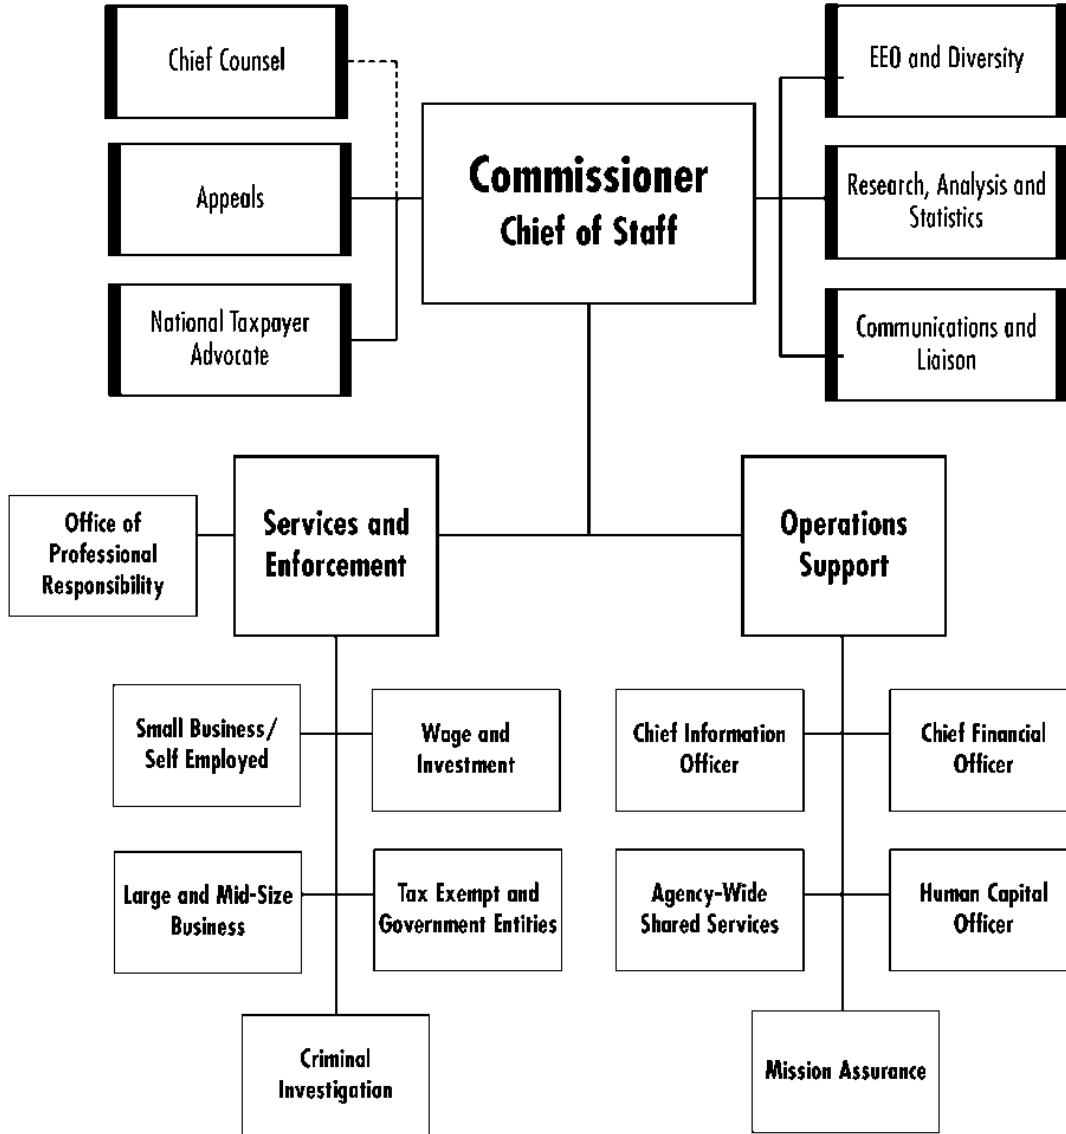 Chief Counsel
EEO and Diversity
Commissioner
Chief of Staff
Appeals
Research, Analysis and
Statistics
National Taxpayer
Advocate
Communications and
Liaison
Office of
Professional
Responsibility
Services and
Enforcement
Operations
Support
Small Business/
Self Employed
Wage and
Investment
Chief Information
Officer
Chief Financial
Officer
Large and Mid-Size
Business
Tax Exempt and
Government Entities
Agency-Wide
Shared Services
Human Capital
Officer
Criminal
Investigation
Mission Assurance